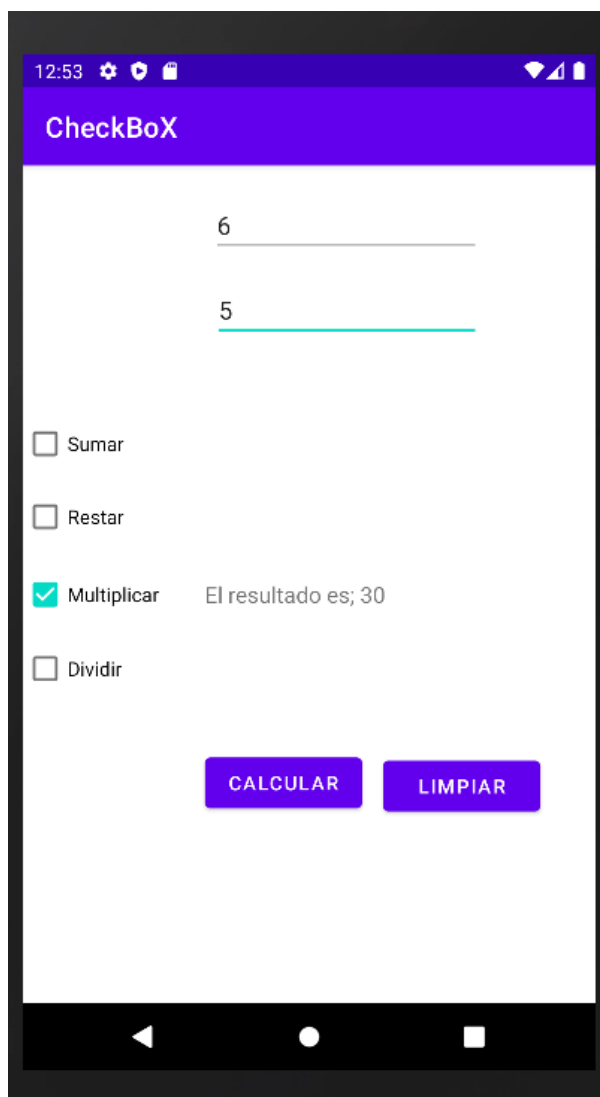 12:53
CheckBoX
6
5
Sumar
Restar
Multiplicar El resultado es; 30
Dividir
CALCULAR LIMPIAR